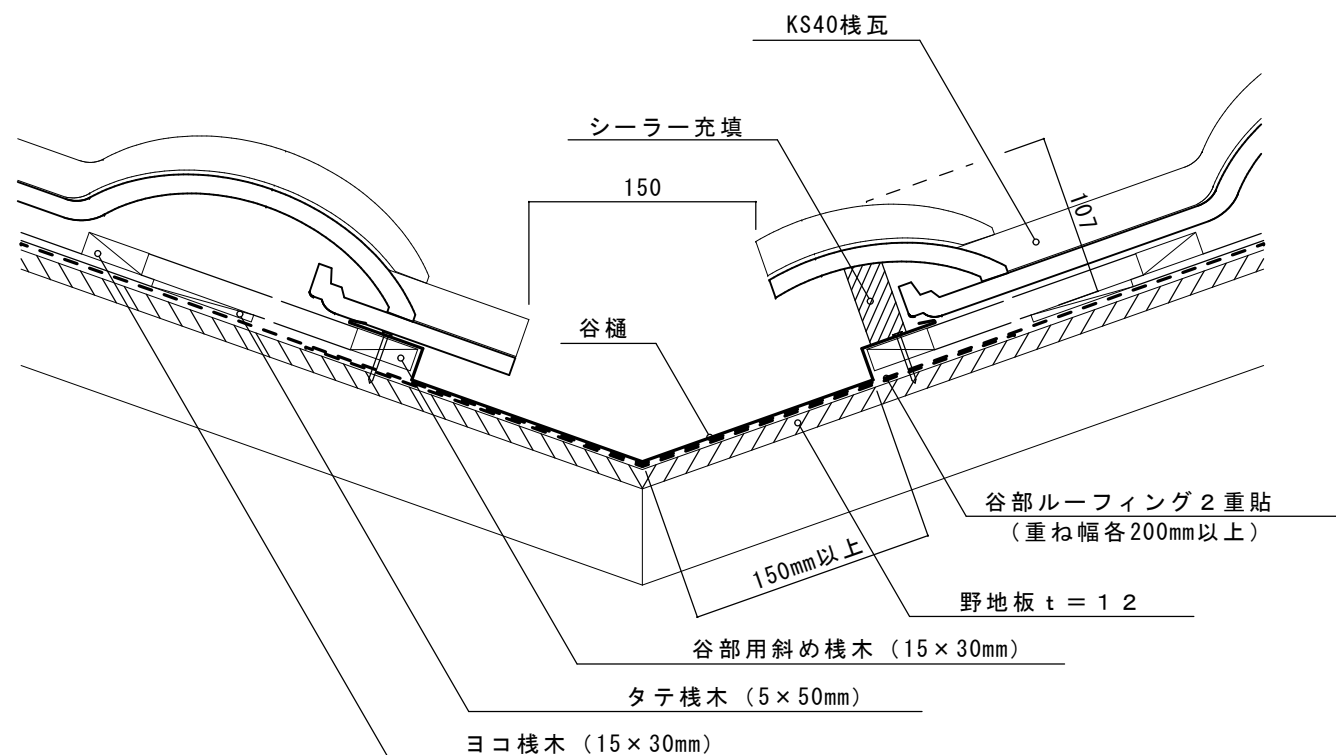 KS40桟瓦
シーラー充填
150
107
谷樋
谷部ルーフィング２重貼
（重ね幅各200mm以上）
150mm以上
野地板ｔ＝１２
谷部用斜め桟木（15×30mm）
タテ桟木（5×50mm）
ヨコ桟木（15×30mm）